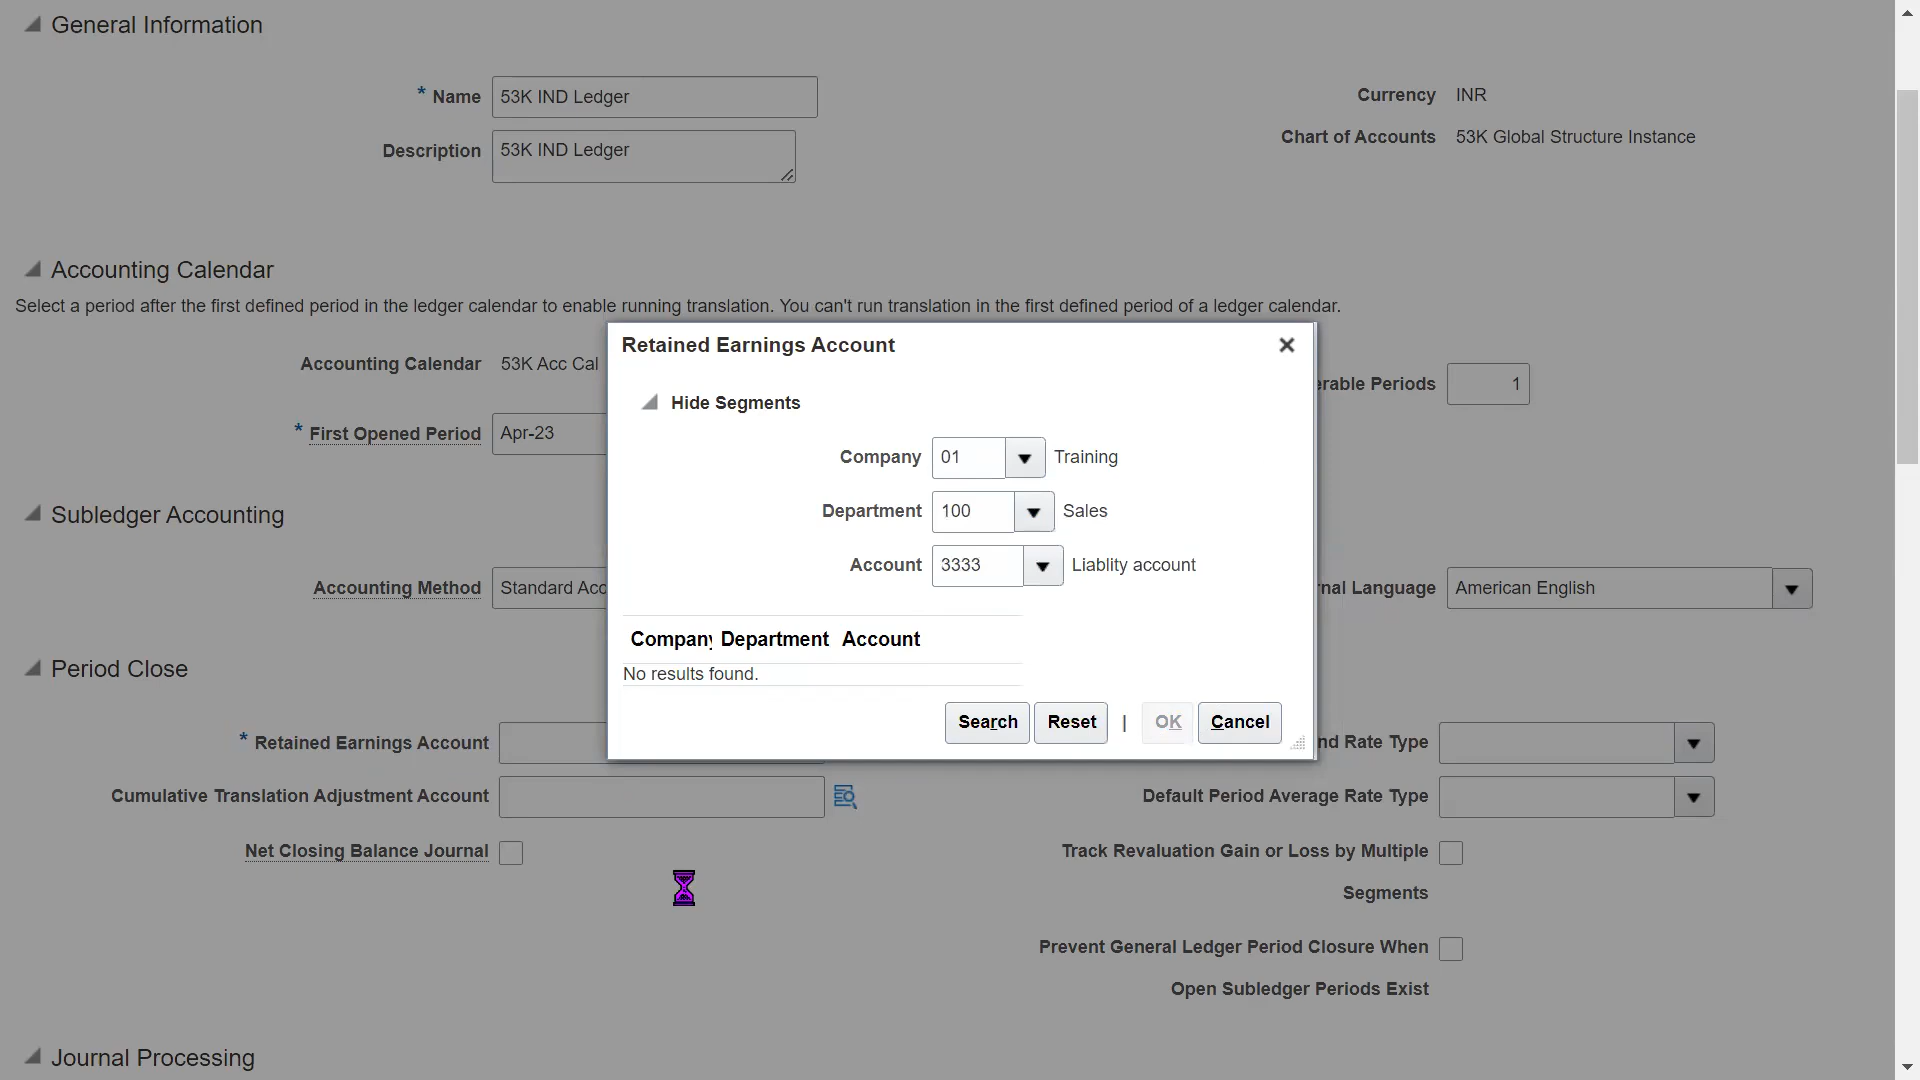 General Information
* Name 53K IND Ledger
Currency INR
Description 53K IND Ledger
Chart of Accounts 53K Global Structure Instance
Accounting Calendar
Select a period after the first defined period in the ledger calendar to enable running translation. You can't run translation in the first defined period of a ledger calendar.
Accounting Calendar 53K Acc Cal
erable Periods 1
* First Opened Period Apr-23
Subledger Accounting
Accounting Method Standard Acc
rnal Language American English
Period Close
* Retained Earnings Account
nd Rate Type
Cumulative Translation Adjustment Account
Default Period Average Rate Type
Net Closing Balance Journal
Track Revaluation Gain or Loss by Multiple
Segments
Prevent General Ledger Period Closure When
Open Subledger Periods Exist
Journal Processing
Retained Earnings Account
Hide Segments
Company 01 Training
Department 100 Sales
Account 3333 Liablity account
Company Department Account
No results found.
Search Reset | OK Cancel